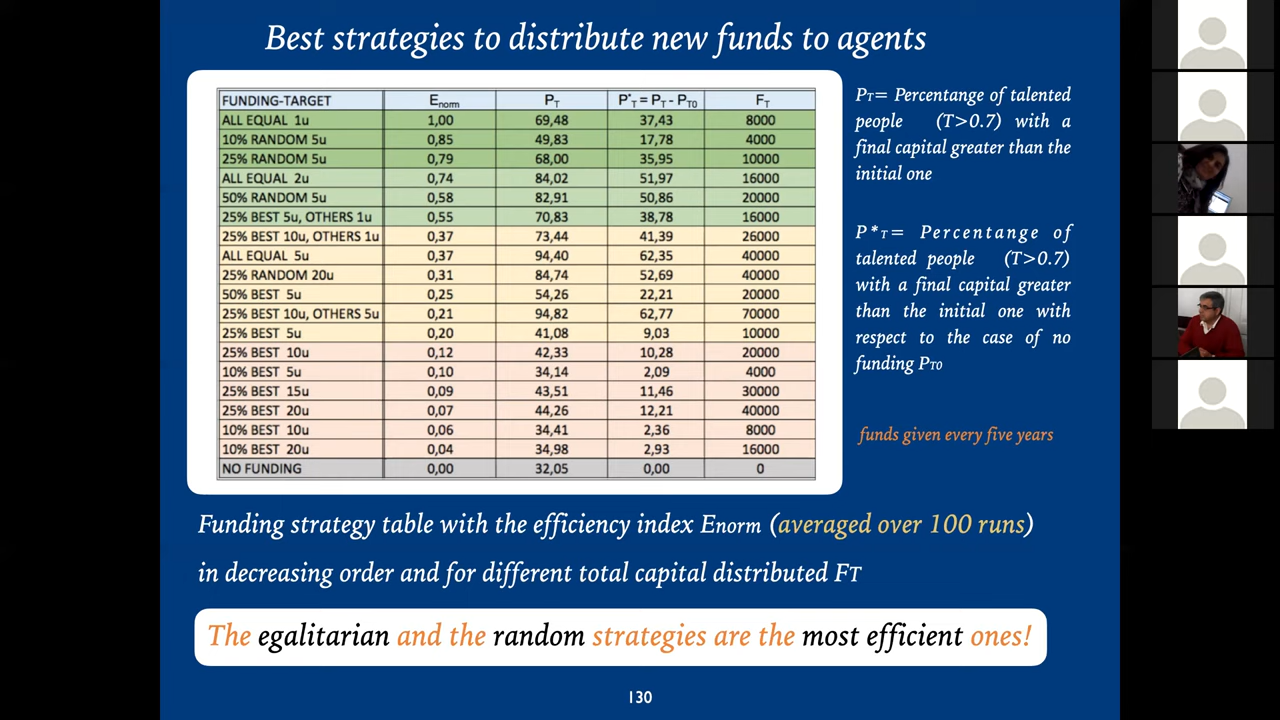 Best strategies to distribute new funds to agents
FUNDING-TARGET Enorm PT P*T = PT - PT0 FT
ALL EQUAL 1u 1,00 69,48 37,43 8000
10% RANDOM 5u 0,85 49,83 17,78 4000
25% RANDOM 5u 0,79 68,00 35,95 10000
ALL EQUAL 2u 0,74 84,02 51,97 16000
50% RANDOM 5u 0,58 82,91 50,86 20000
25% BEST 5u, OTHERS 1u 0,55 70,83 38,78 16000
25% BEST 10u, OTHERS 1u 0,37 73,44 41,39 26000
ALL EQUAL 5u 0,37 94,40 62,35 40000
25% RANDOM 20u 0,31 84,74 52,69 40000
50% BEST 5u 0,25 54,26 22,21 20000
25% BEST 10u, OTHERS 5u 0,21 94,82 62,77 70000
25% BEST 5u 0,20 41,08 9,03 10000
25% BEST 10u 0,12 42,33 10,28 20000
10% BEST 5u 0,10 34,14 2,09 4000
25% BEST 15u 0,09 43,51 11,46 30000
25% BEST 20u 0,07 44,26 12,21 40000
10% BEST 10u 0,06 34,41 2,36 8000
10% BEST 20u 0,04 34,98 2,93 16000
NO FUNDING 0,00 32,05 0,00 0
PT= Percentange of talented
people (T>0.7) with a
final capital greater than the
initial one
P*T= Percentange of
talented people (T>0.7)
with a final capital greater
than the initial one with
respect to the case of no
funding PT0
funds given every five years
Funding strategy table with the efficiency index Enorm (averaged over 100 runs)
in decreasing order and for different total capital distributed FT
The egalitarian and the random strategies are the most efficient ones!
130